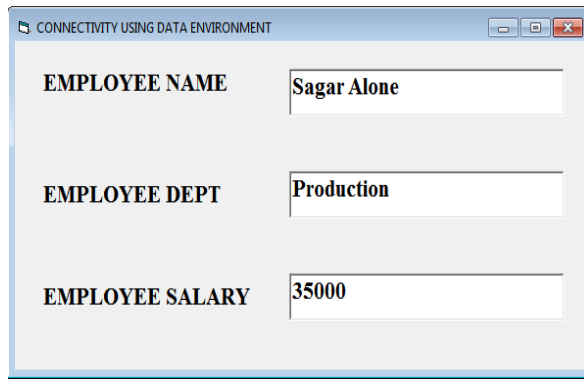 CONNECTIVITY USING DATA ENVIRONMENT
EMPLOYEE NAME Sagar Alone
EMPLOYEE DEPT Production
EMPLOYEE SALARY 35000